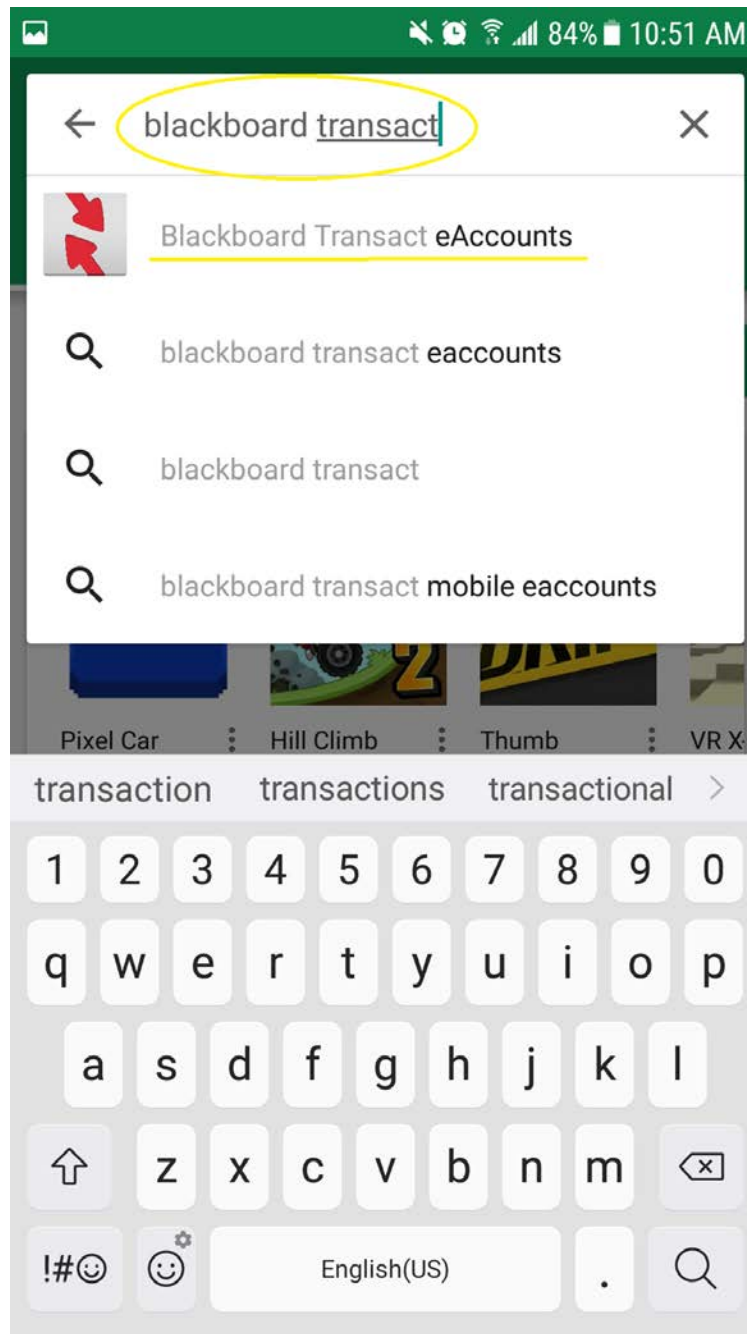 84% 10:51 AM
blackboard transact
Blackboard Transact eAccounts
blackboard transact eaccounts
blackboard transact
blackboard transact mobile eaccounts
2
Pixel Car Hill Climb Thumb VR X
transaction transactions transactional
1 2 3 4 5 6 7 8 9 0
q w e r t y u i o p
a s d f g h j k l
z x c v b n m
!# English(US) .